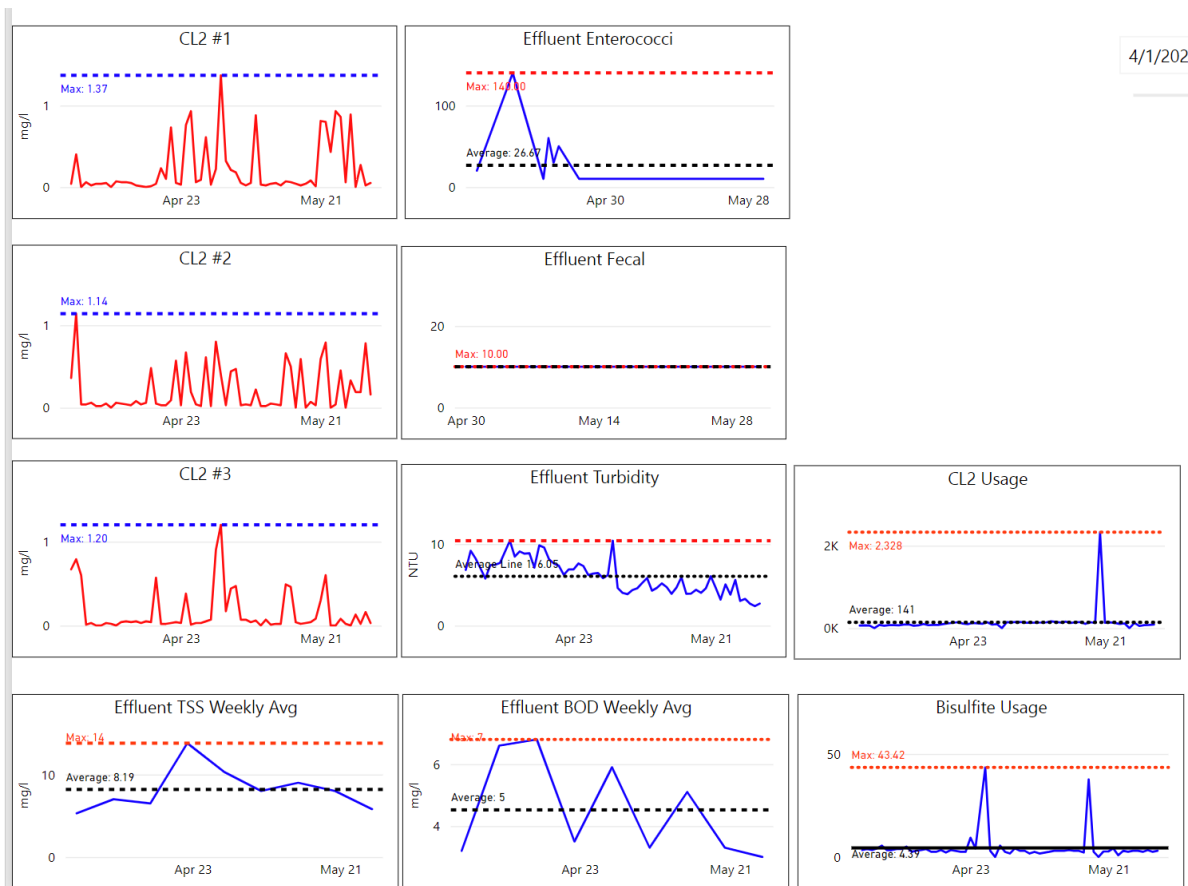 4/1/202
CL2 #1
Max: 1.37
1
mg/l
0
Apr 23
May 21
Effluent Enterococci
Max: 140.00
100
Average: 26.67
0
Apr 30
May 28
CL2 #2
Max: 1.14
1
mg/l
0
Apr 23
May 21
Effluent Fecal
20
Max: 10.00
0
Apr 30
May 14
May 28
CL2 #3
1
Max: 1.20
mg/l
0
Apr 23
May 21
Effluent Turbidity
10
NTU
0
Apr 23
May 21
CL2 Usage
2K
Max: 2,328
Average: 141
0K
Apr 23
May 21
Effluent TSS Weekly Avg
Max: 14
10
Average: 8.19
mg/l
0
Apr 23
May 21
Effluent BOD Weekly Avg
Max: 7
6
Average: 5
mg/l
4
Apr 23
May 21
Bisulfite Usage
50
Max: 43.42
0
Average: 4.39
Apr 23
May 21